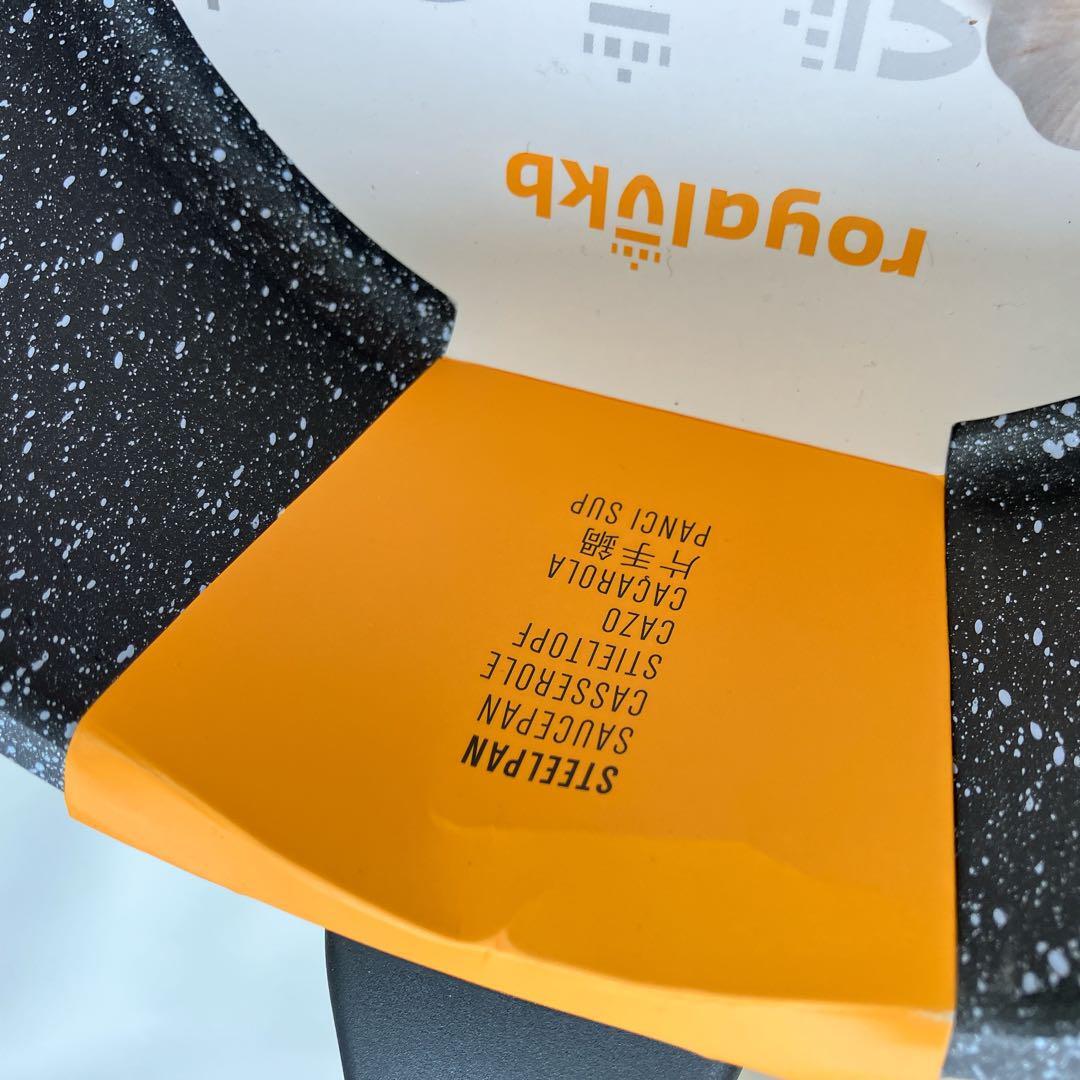 royalvkb
STEELPAN
SAUCEPAN
CASSEROLE
STIELTOPF
CAZO
CAÇAROLA
片手鍋
PANCI SUP